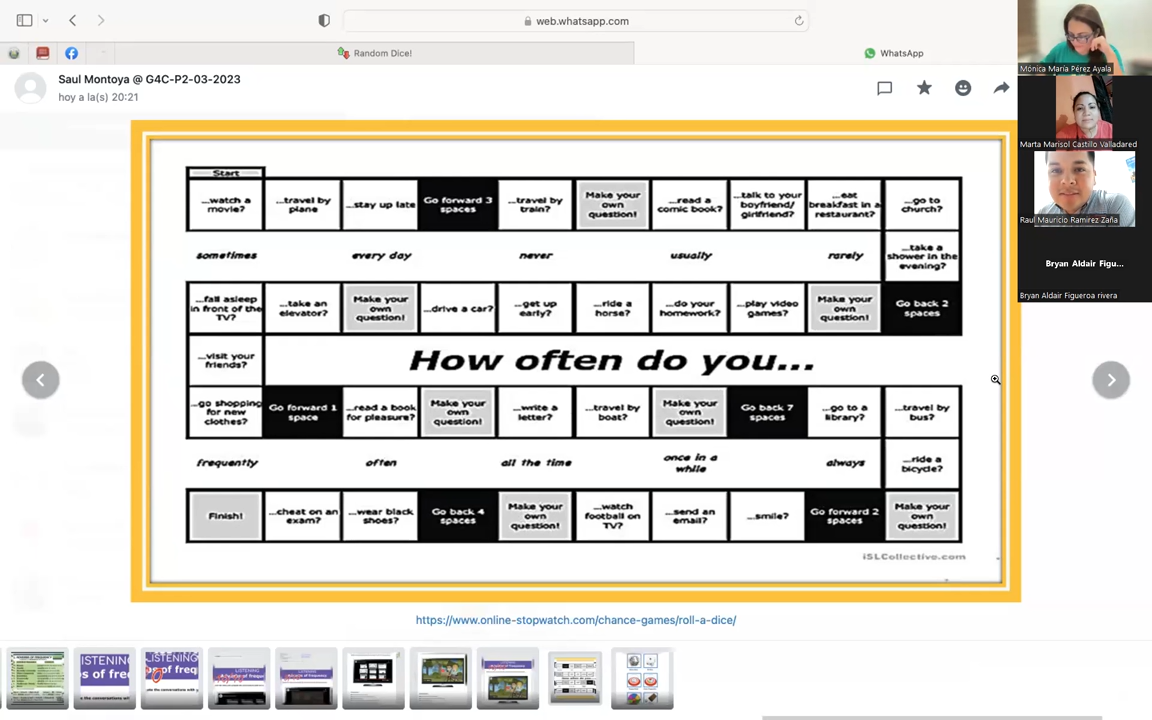 web.whatsapp.com
Random Dice!
WhatsApp
Saul Montoya @ G4C-P2-03-2023
hoy a la(s) 20:21
Mónica María Pérez Ayala
Marta Marisol Castillo Valladared
Raul Mauricio Ramirez Zaña
Bryan Aldair Figu...
Bryan Aldair Figueroa rivera
Start
...watch a movie?
...travel by plane
...stay up late
Go forward 3 spaces
...travel by train?
Make your own question!
...read a comic book?
...talk to your boyfriend/ girlfriend?
...eat breakfast in a restaurant?
...go to church?
sometimes
every day
never
usually
rarely
...take a shower in the evening?
...fall asleep in front of the TV?
...take an elevator?
Make your own question!
...drive a car?
...get up early?
...ride a horse?
...do your homework?
...play video games?
Make your own question!
Go back 2 spaces
...visit your friends?
How often do you...
...go shopping for new clothes?
Go forward 1 space
...read a book for pleasure?
Make your own question!
...write a letter?
...travel by boat?
Make your own question!
Go back 7 spaces
...go to a library?
...travel by bus?
frequently
often
all the time
once in a while
always
...ride a bicycle?
Finish!
...cheat on an exam?
...wear black shoes?
Go back 4 spaces
Make your own question!
...watch football on TV?
...send an email?
...smile?
Go forward 2 spaces
Make your own question!
iSLCollective.com
https://www.online-stopwatch.com/chance-games/roll-a-dice/